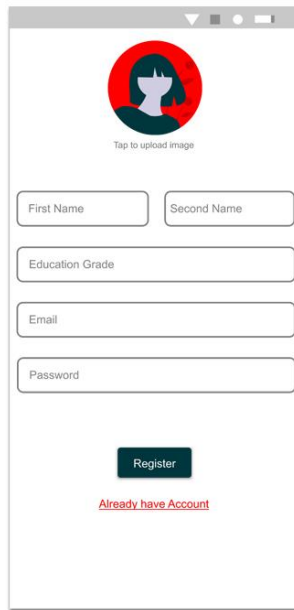 Tap to upload image
First Name Second Name
Education Grade
Email
Password
Register
Already have Account